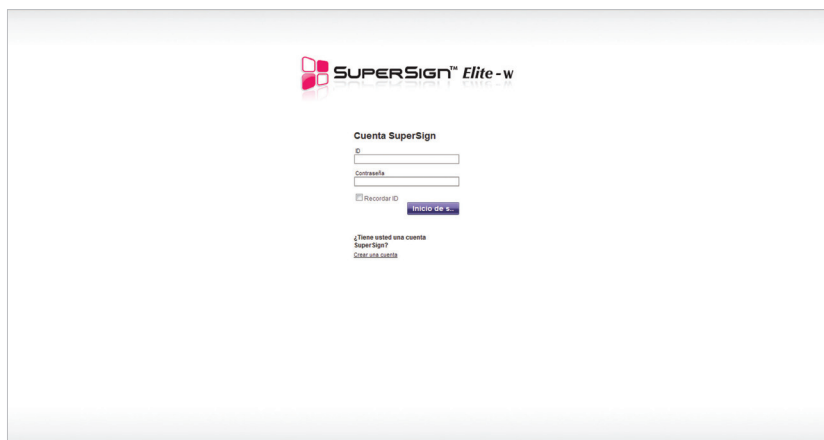 SUPERSIGN™ Elite - w
Cuenta SuperSign
ID
Contraseña
Recordar ID
Inicio de s..
¿Tiene usted una cuenta
SuperSign?
Crear una cuenta